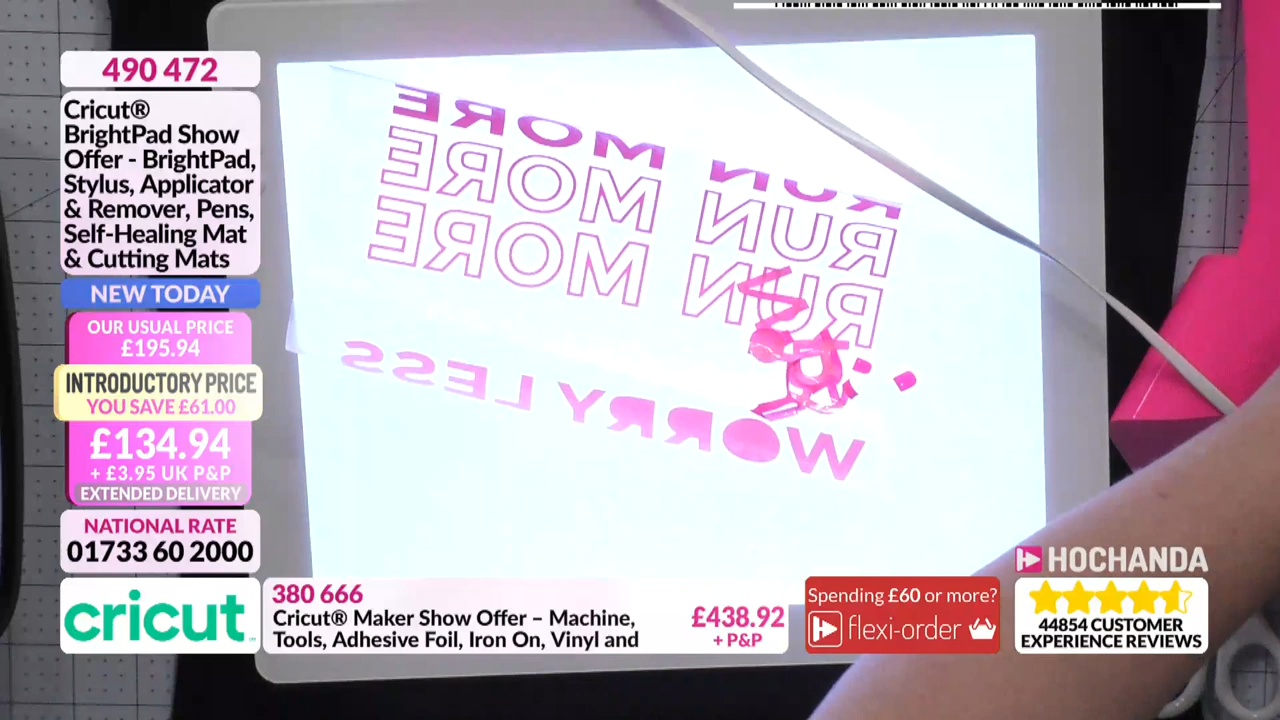 490 472
Cricut®
BrightPad Show
Offer - BrightPad,
Stylus, Applicator
& Remover, Pens,
Self-Healing Mat
& Cutting Mats
NEW TODAY
OUR USUAL PRICE
£195.94
INTRODUCTORY PRICE
YOU SAVE £61.00
£134.94
+ £3.95 UK P&P
EXTENDED DELIVERY
NATIONAL RATE
01733 60 2000
cricut
RUN MORE
RUN MORE
RUN MORE
WORRY LESS
380 666
Cricut® Maker Show Offer – Machine,
Tools, Adhesive Foil, Iron On, Vinyl and
£438.92
+ P&P
Spending £60 or more?
flexi-order
HOCHANDA
44854 CUSTOMER
EXPERIENCE REVIEWS